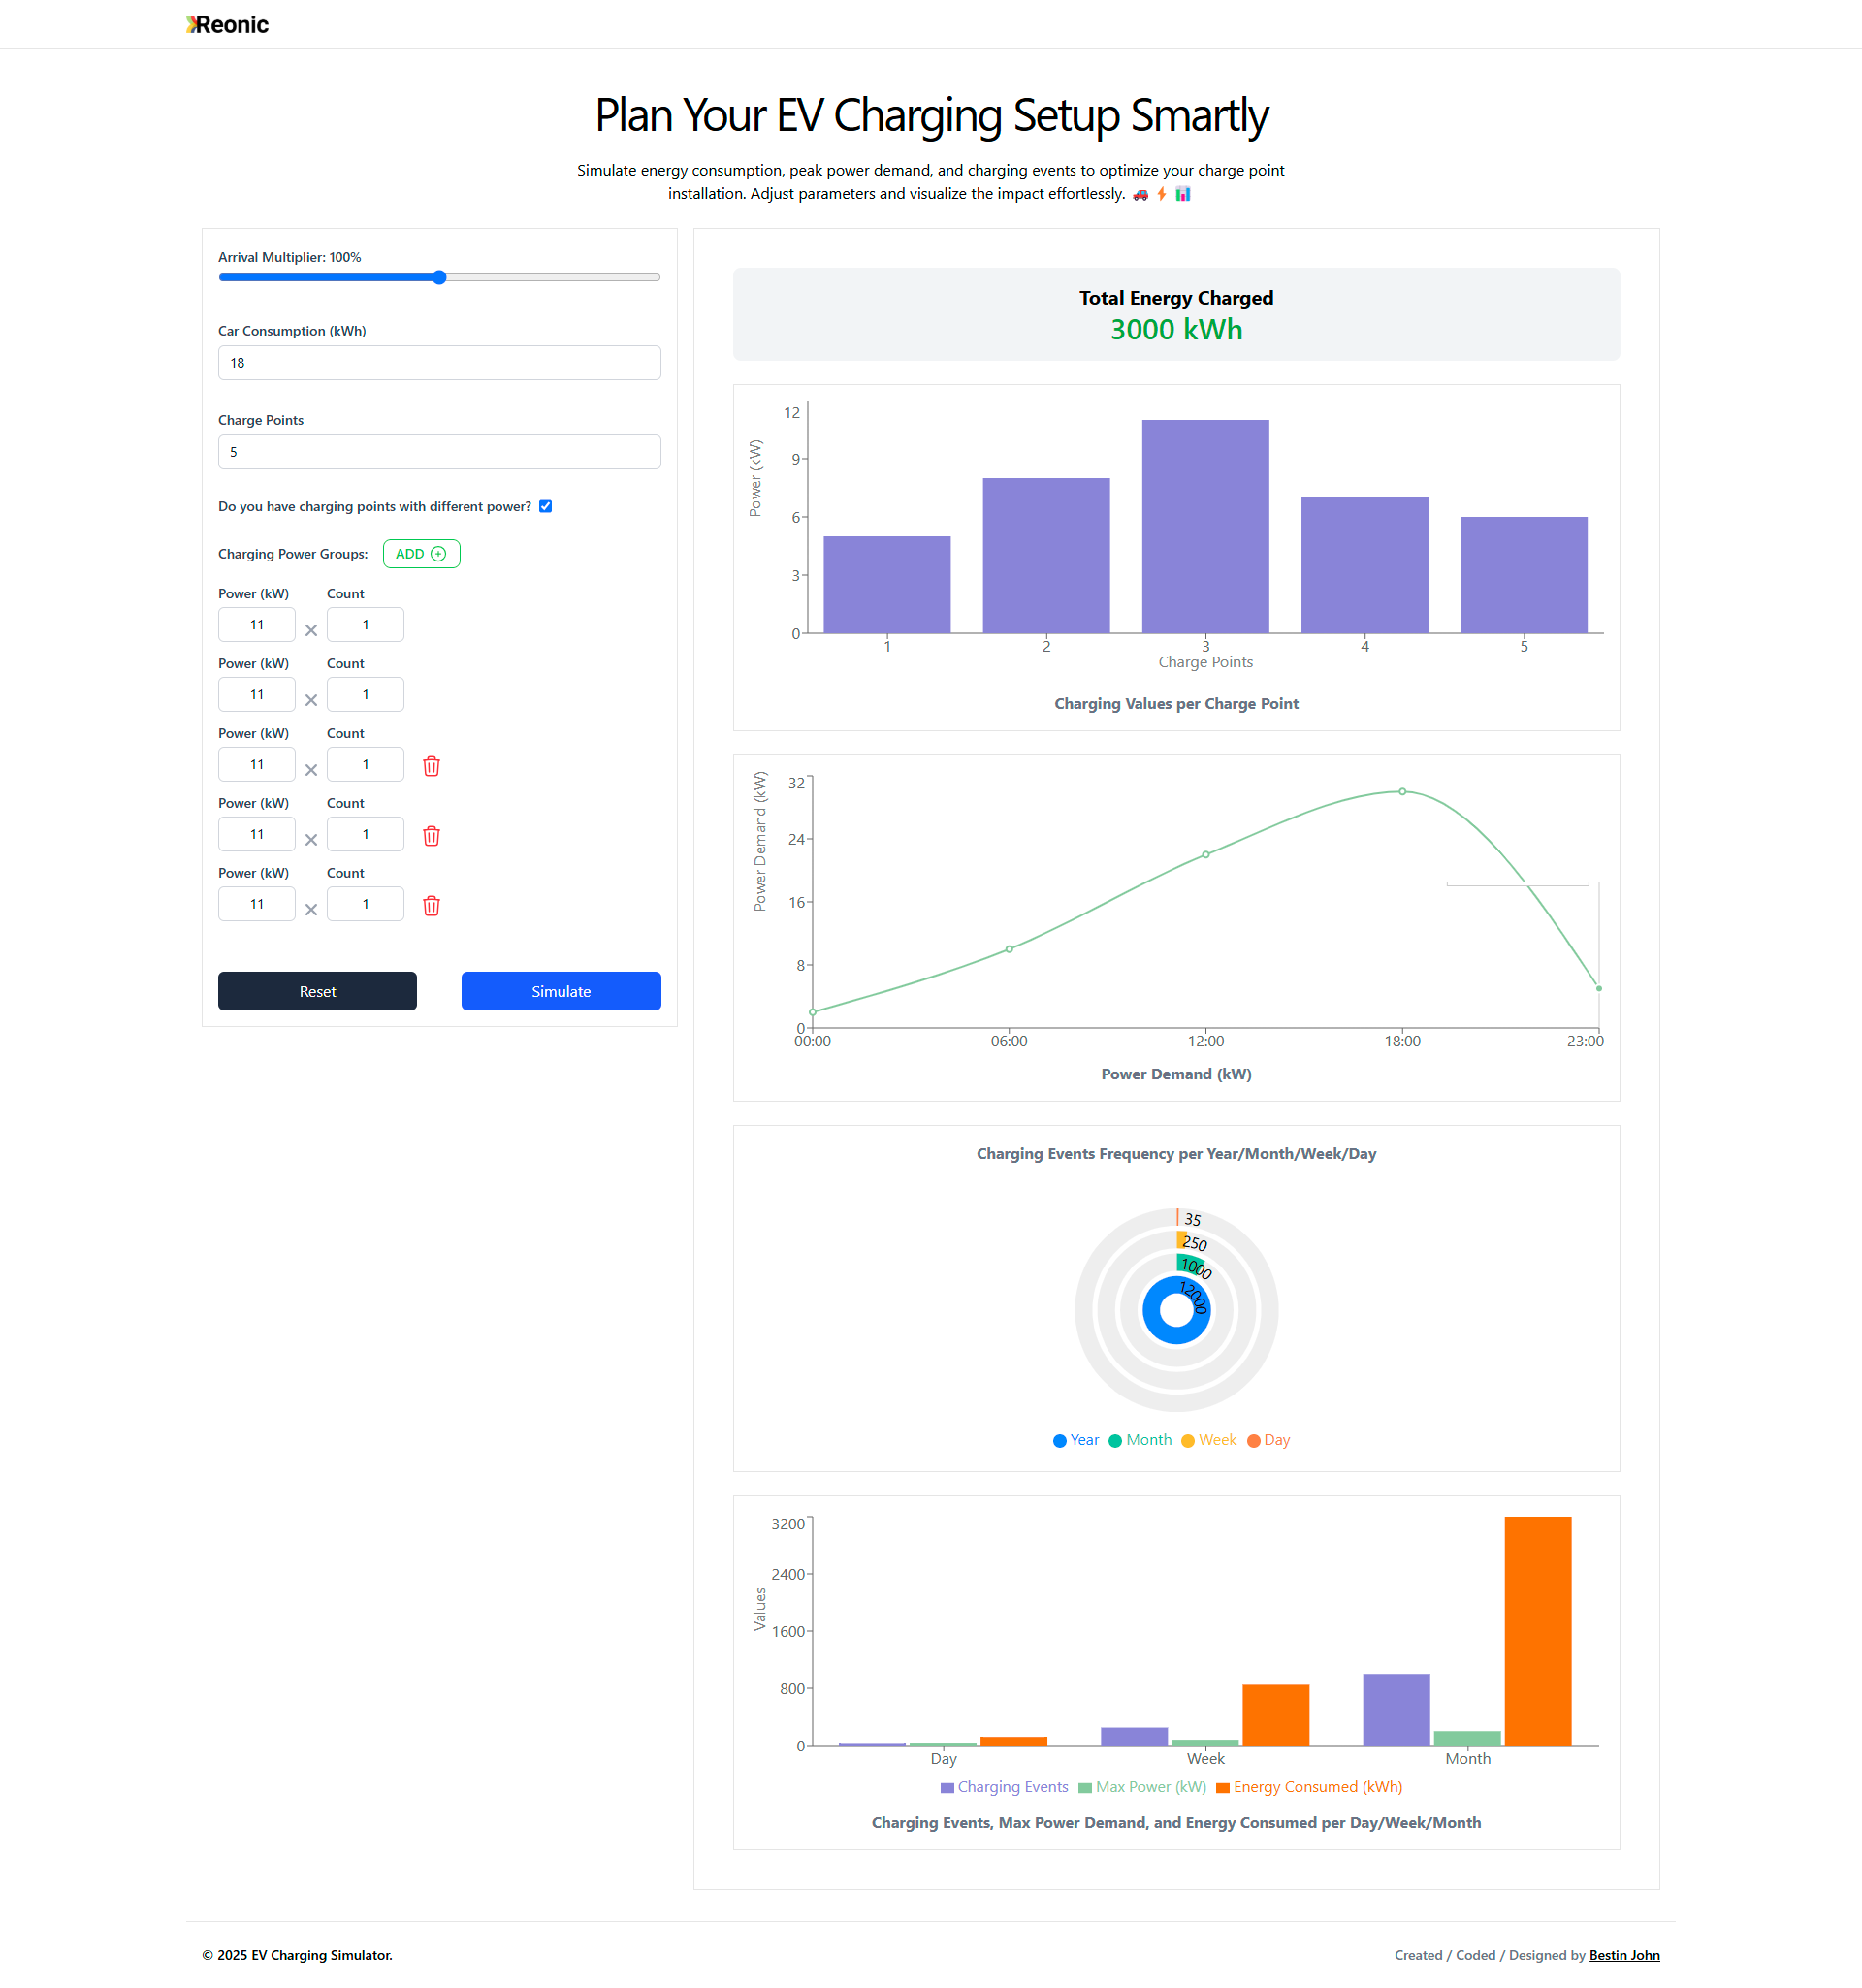 Reonic
Plan Your EV Charging Setup Smartly
Simulate energy consumption, peak power demand, and charging events to optimize your charge point
installation. Adjust parameters and visualize the impact effortlessly. 🚗 ⚡ 📊
Arrival Multiplier: 100%
Car Consumption (kWh)
18
Charge Points
5
Do you have charging points with different power?
Charging Power Groups: ADD
Power (kW) Count
11 × 1
Power (kW) Count
11 × 1
Power (kW) Count
11 × 1
Power (kW) Count
11 × 1
Power (kW) Count
11 × 1
Reset Simulate
Total Energy Charged
3000 kWh
Power (kW)
12
9
6
3
0
1 2 3 4 5
Charge Points
Charging Values per Charge Point
Power Demand (kW)
32
24
16
8
0
00:00 06:00 12:00 18:00 23:00
Power Demand (kW)
Charging Events Frequency per Year/Month/Week/Day
35
250
1000
12000
Year Month Week Day
Values
3200
2400
1600
800
0
Day Week Month
Charging Events Max Power (kW) Energy Consumed (kWh)
Charging Events, Max Power Demand, and Energy Consumed per Day/Week/Month
© 2025 EV Charging Simulator.
Created / Coded / Designed by Bestin John